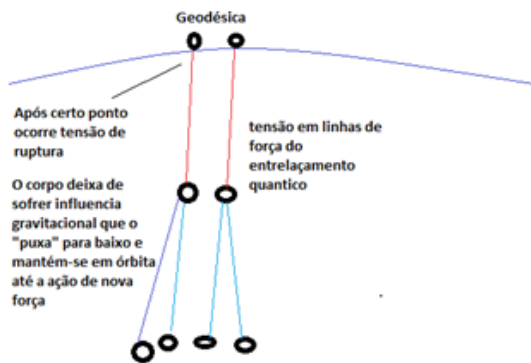 Geodésica
Após certo ponto
ocorre tensão de
ruptura
tensão em linhas de
força do
entrelaçamento
quantico
O corpo deixa de
sofrer influencia
gravitacional que o
"puxa" para baixo e
mantém-se em órbita
até a ação de nova
força